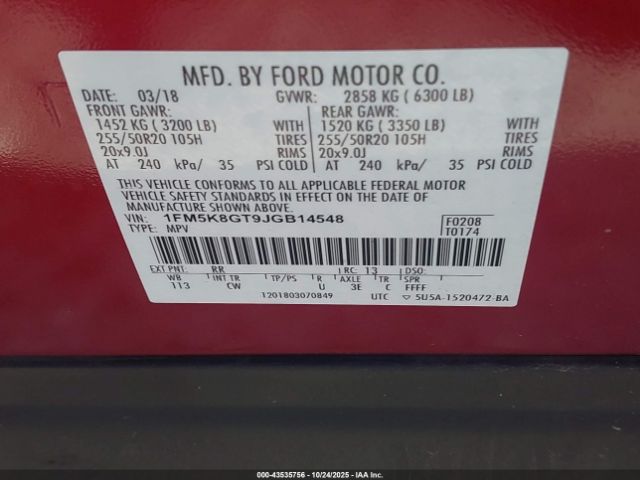 MFD. BY FORD MOTOR CO.
DATE: 03/18 GVWR: 2858 KG ( 6300 LB)
FRONT GAWR: REAR GAWR:
1452 KG ( 3200 LB) WITH 1520 KG ( 3350 LB) WITH
255/50R20 105H TIRES 255/50R20 105H TIRES
20x9.0J RIMS 20x9.0J RIMS
AT 240 kPa/ 35 PSI COLD AT 240 kPa/ 35 PSI COLD
THIS VEHICLE CONFORMS TO ALL APPLICABLE FEDERAL MOTOR
VEHICLE SAFETY STANDARDS IN EFFECT ON THE DATE OF
MANUFACTURE SHOWN ABOVE.
VIN: 1FM5K8GT9JGB14548 F0208
TYPE: MPV T0174
EXT PNT: RR RC: 13 DSO:
WB INT TR TP/PS R AXLE TR SPR
113 CW U 3E C FFFF
1201803070849 UTC ▽ 5U5A-1520472-BA
000-43535756 - 10/24/2025 - IAA Inc.